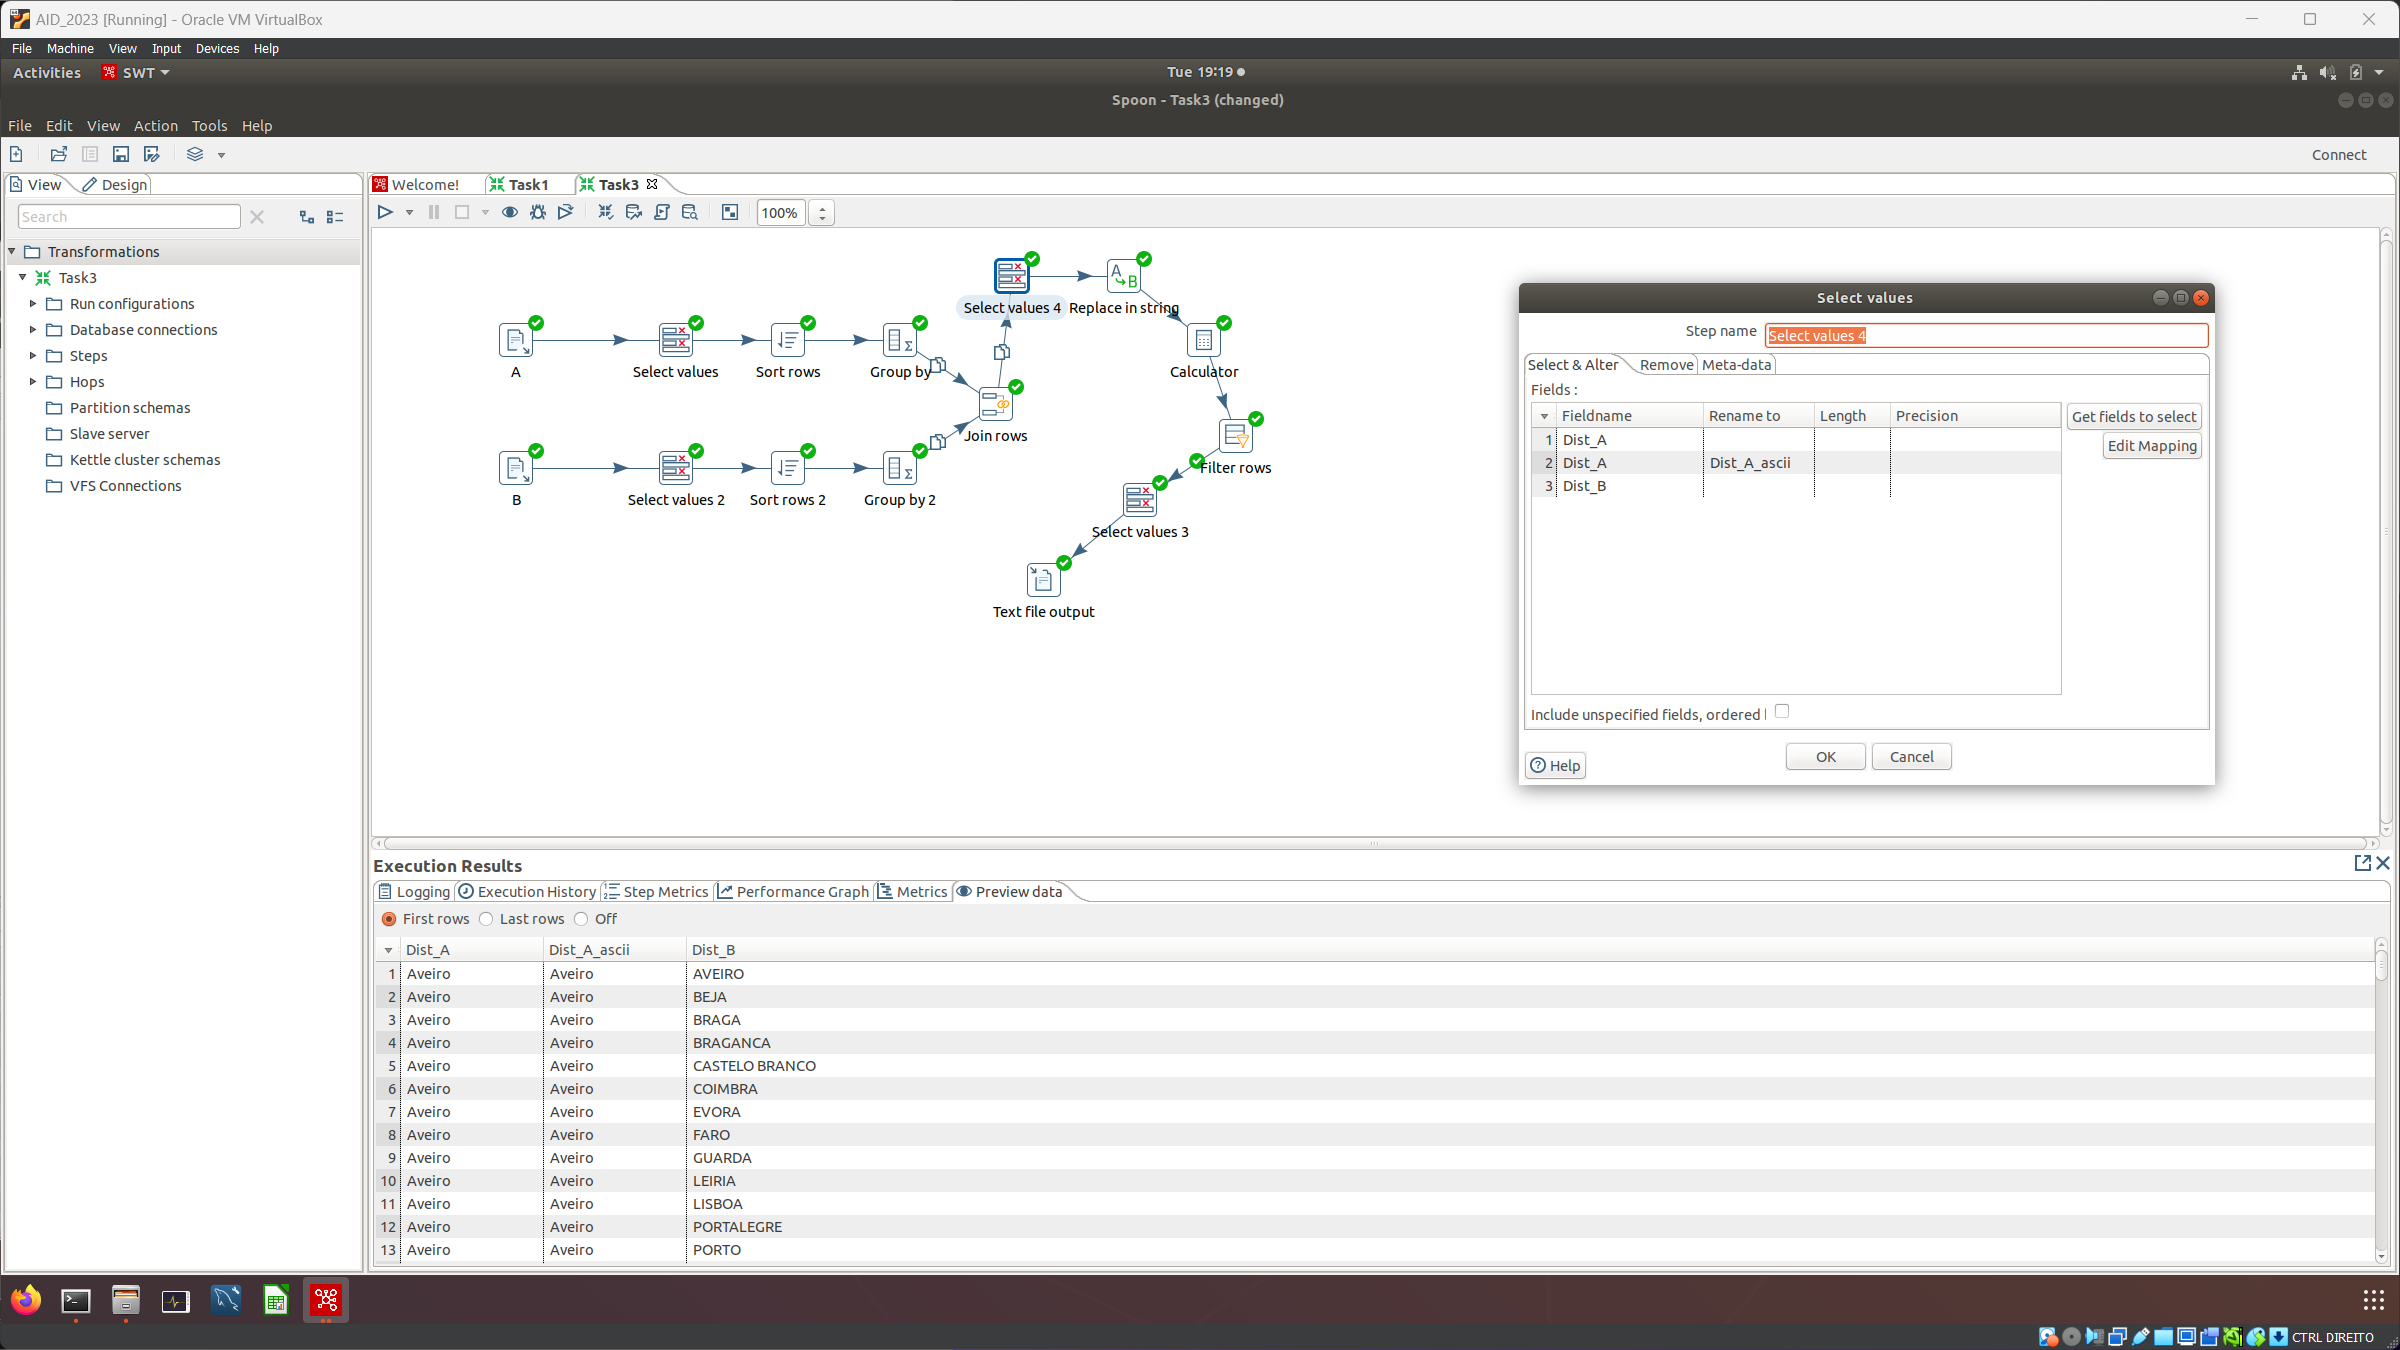 AID_2023 [Running] - Oracle VM VirtualBox
File Machine View Input Devices Help
Activities SWT Tue 19:19
Spoon - Task3 (changed)
File Edit View Action Tools Help
Connect
View Design
Welcome! Task1 Task3
Search
100%
Transformations
Task3
Run configurations
Database connections
Steps
Hops
Partition schemas
Slave server
Kettle cluster schemas
VFS Connections
Select values 4 Replace in string
A Select values Sort rows Group by Calculator
Join rows
Filter rows
B Select values 2 Sort rows 2 Group by 2
Select values 3
Text file output
Select values
Step name Select values 4
Select & Alter Remove Meta-data
Fields :
Fieldname Rename to Length Precision
Get fields to select
Edit Mapping
1 Dist_A
2 Dist_A Dist_A_ascii
3 Dist_B
Include unspecified fields, ordered
Help OK Cancel
Execution Results
Logging Execution History Step Metrics Performance Graph Metrics Preview data
First rows Last rows Off
Dist_A Dist_A_ascii Dist_B
1 Aveiro Aveiro AVEIRO
2 Aveiro Aveiro BEJA
3 Aveiro Aveiro BRAGA
4 Aveiro Aveiro BRAGANCA
5 Aveiro Aveiro CASTELO BRANCO
6 Aveiro Aveiro COIMBRA
7 Aveiro Aveiro EVORA
8 Aveiro Aveiro FARO
9 Aveiro Aveiro GUARDA
10 Aveiro Aveiro LEIRIA
11 Aveiro Aveiro LISBOA
12 Aveiro Aveiro PORTALEGRE
13 Aveiro Aveiro PORTO
CTRL DIREITO